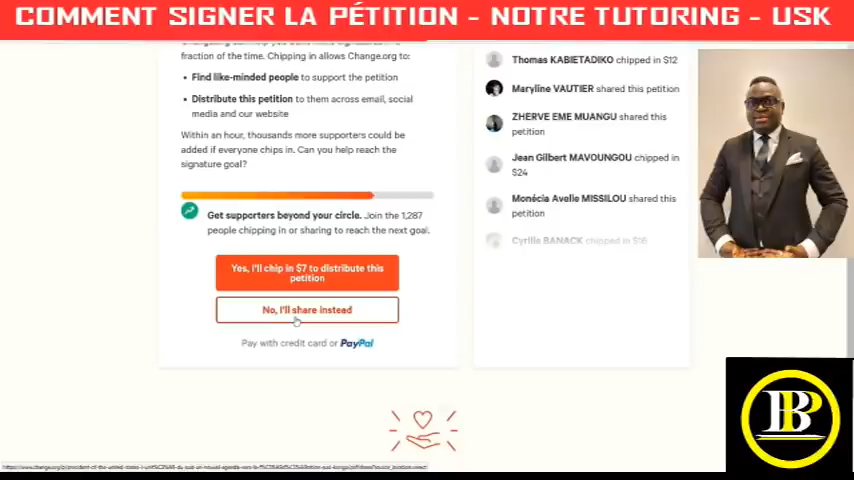 COMMENT SIGNER LA PÉTITION - NOTRE TUTORING - USK
fraction of the time. Chipping in allows Change.org to:
• Find like-minded people to support the petition
• Distribute this petition to them across email, social
media and our website
Within an hour, thousands more supporters could be
added if everyone chips in. Can you help reach the
signature goal?
Get supporters beyond your circle. Join the 1,287
people chipping in or sharing to reach the next goal.
Yes, I'll chip in $7 to distribute this
petition
No, I'll share instead
Pay with credit card or PayPal
Thomas KABIETADIKO chipped in $12
Maryline VAUTIER shared this petition
ZHERVE EME MUANGU shared this
petition
Jean Gilbert MAVOUNGOU chipped in
$24
Monécia Avelle MISSILOU shared this
petition
Cyrille BANACK chipped in $16
BP